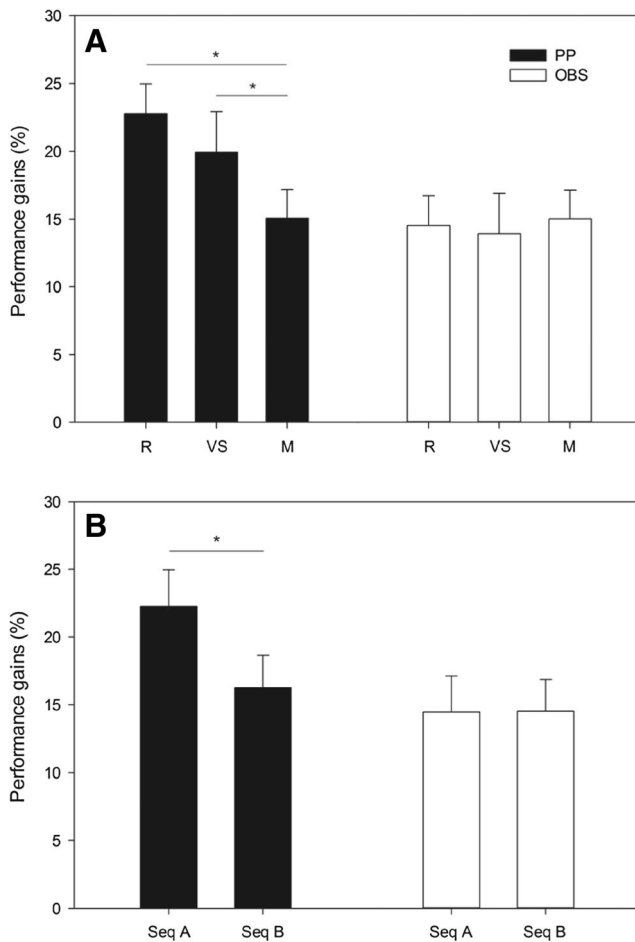 A
PP
OBS
*
*
Performance gains (%)
30
25
20
15
10
5
0
R VS M R VS M
B
*
Performance gains (%)
30
25
20
15
10
5
0
Seq A Seq B Seq A Seq B